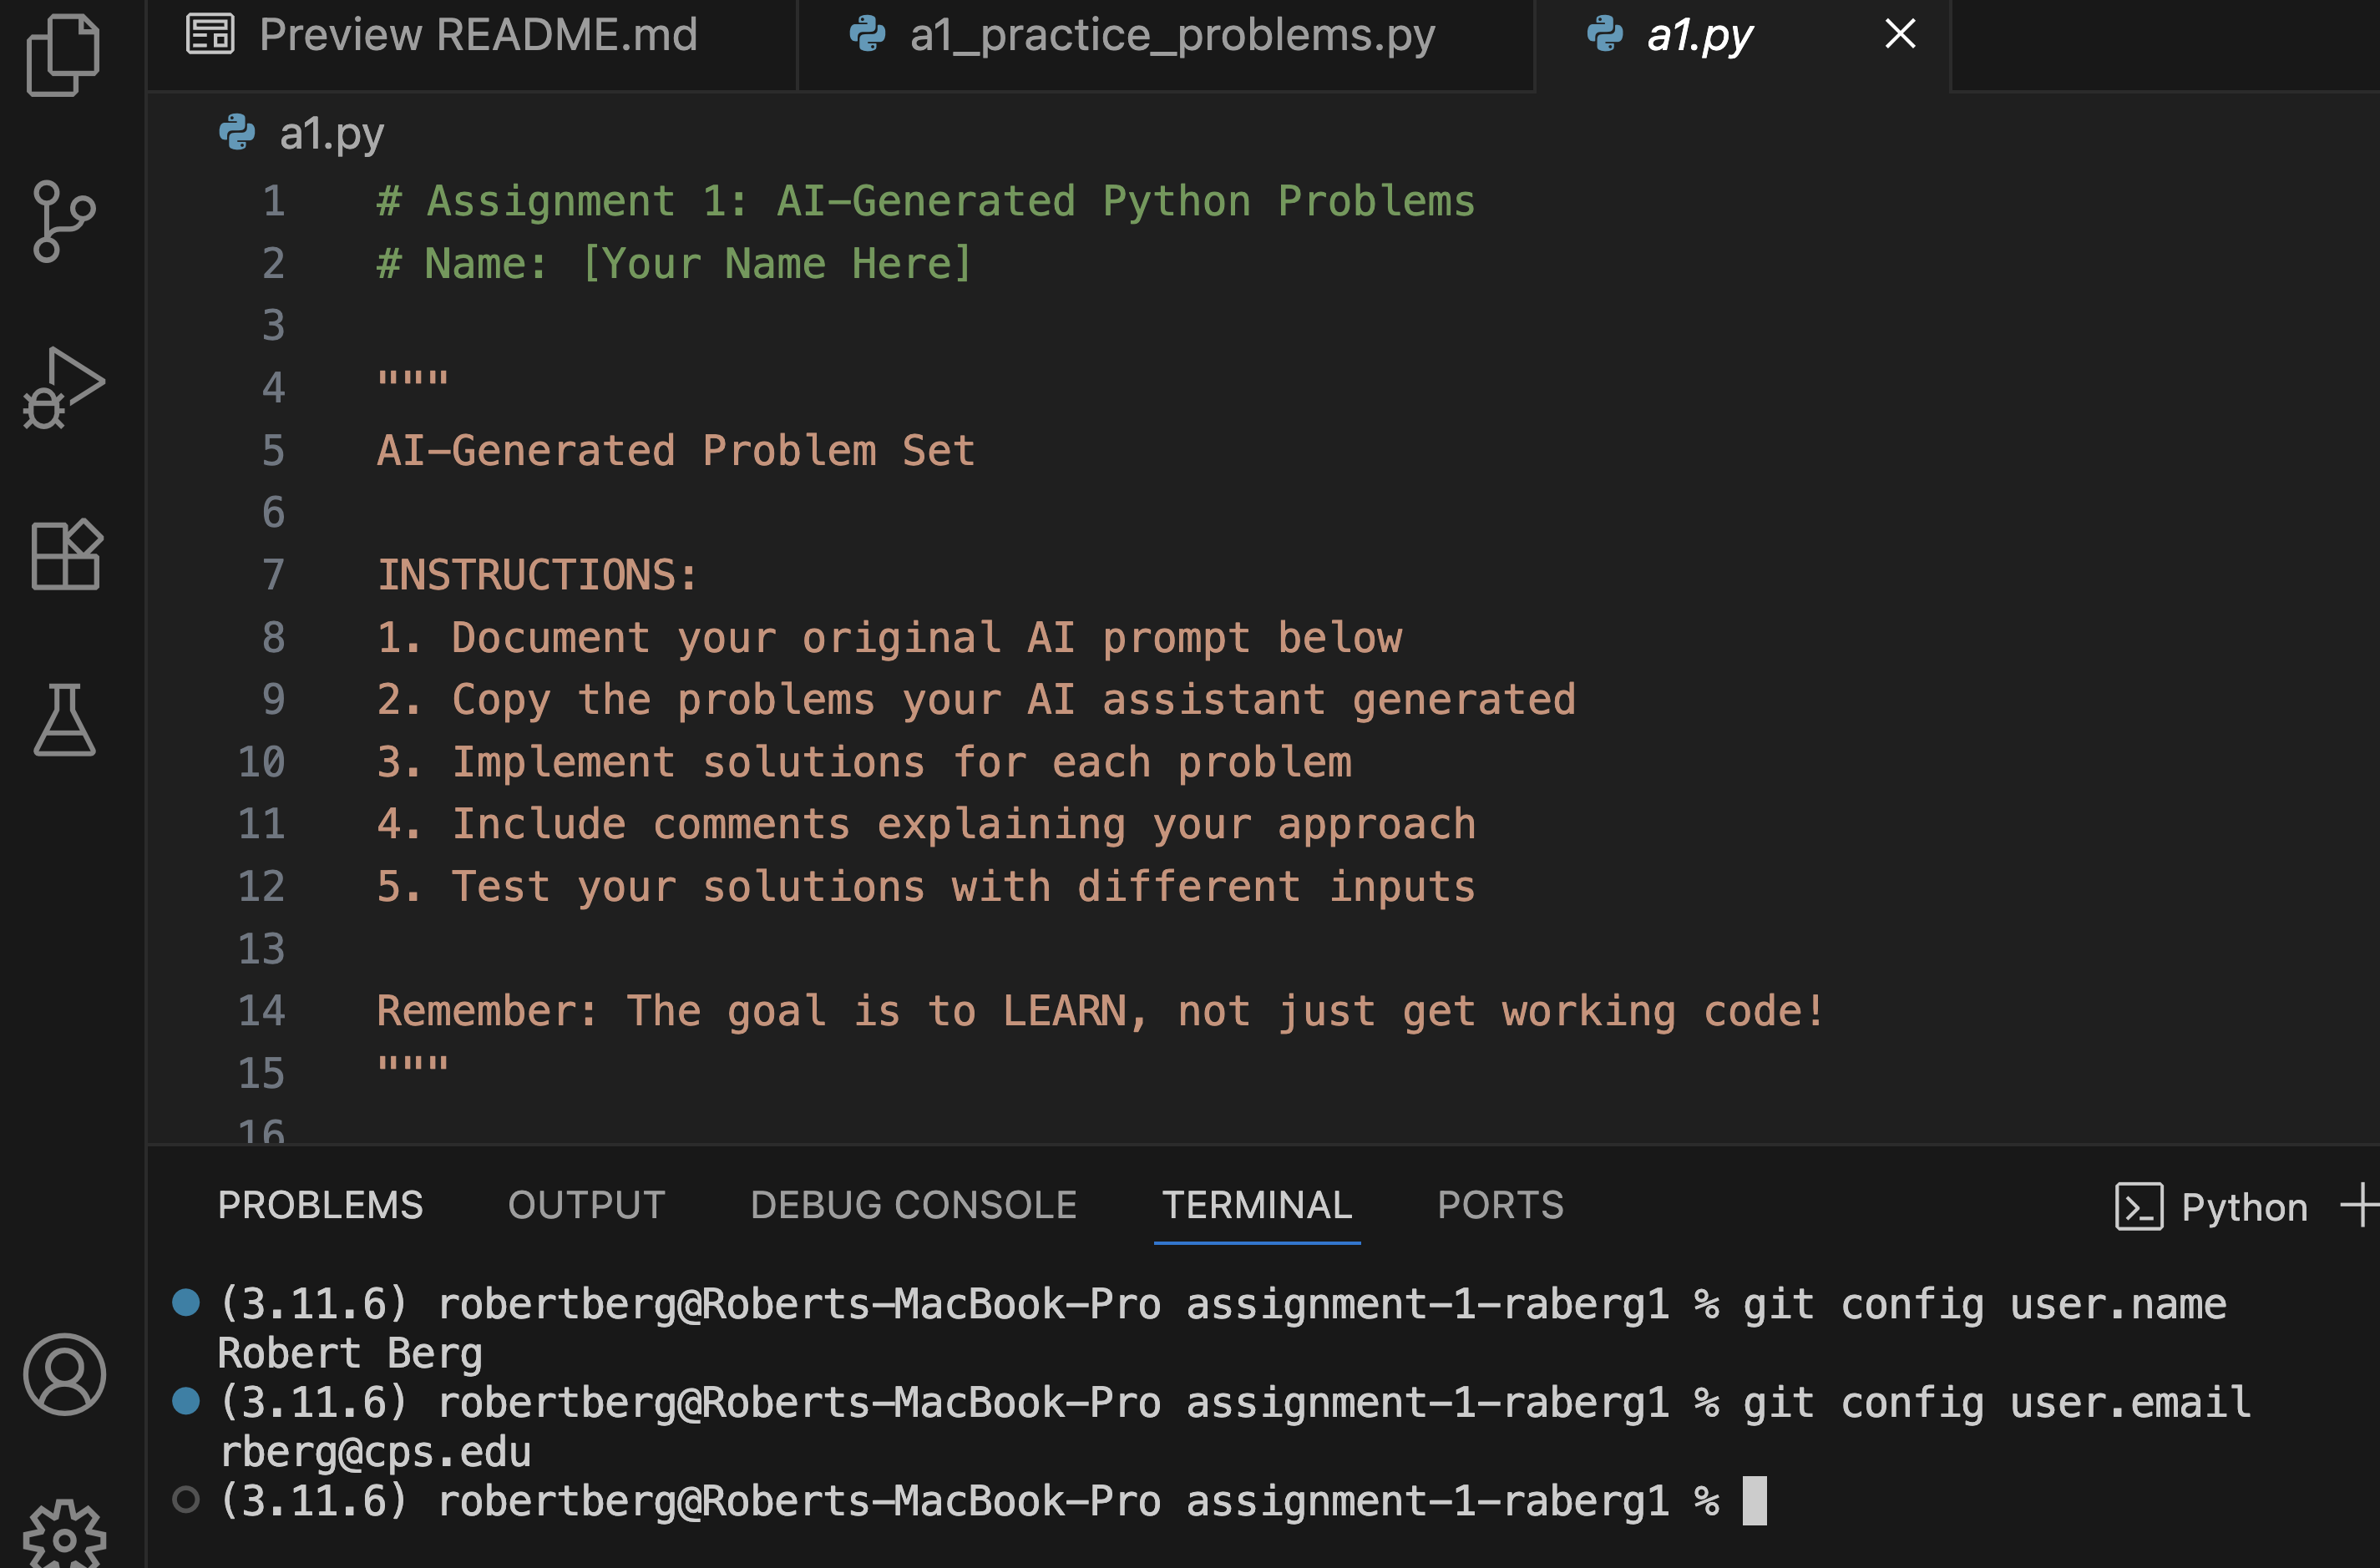 Preview README.md
a1_practice_problems.py
a1.py
a1.py
1 # Assignment 1: AI-Generated Python Problems
2 # Name: [Your Name Here]
3
4 """
5 AI-Generated Problem Set
6
7 INSTRUCTIONS:
8 1. Document your original AI prompt below
9 2. Copy the problems your AI assistant generated
10 3. Implement solutions for each problem
11 4. Include comments explaining your approach
12 5. Test your solutions with different inputs
13
14 Remember: The goal is to LEARN, not just get working code!
15 """
16
PROBLEMS OUTPUT DEBUG CONSOLE TERMINAL PORTS Python
(3.11.6) robertberg@Roberts-MacBook-Pro assignment-1-raberg1 % git config user.name
Robert Berg
(3.11.6) robertberg@Roberts-MacBook-Pro assignment-1-raberg1 % git config user.email
rberg@cps.edu
(3.11.6) robertberg@Roberts-MacBook-Pro assignment-1-raberg1 %